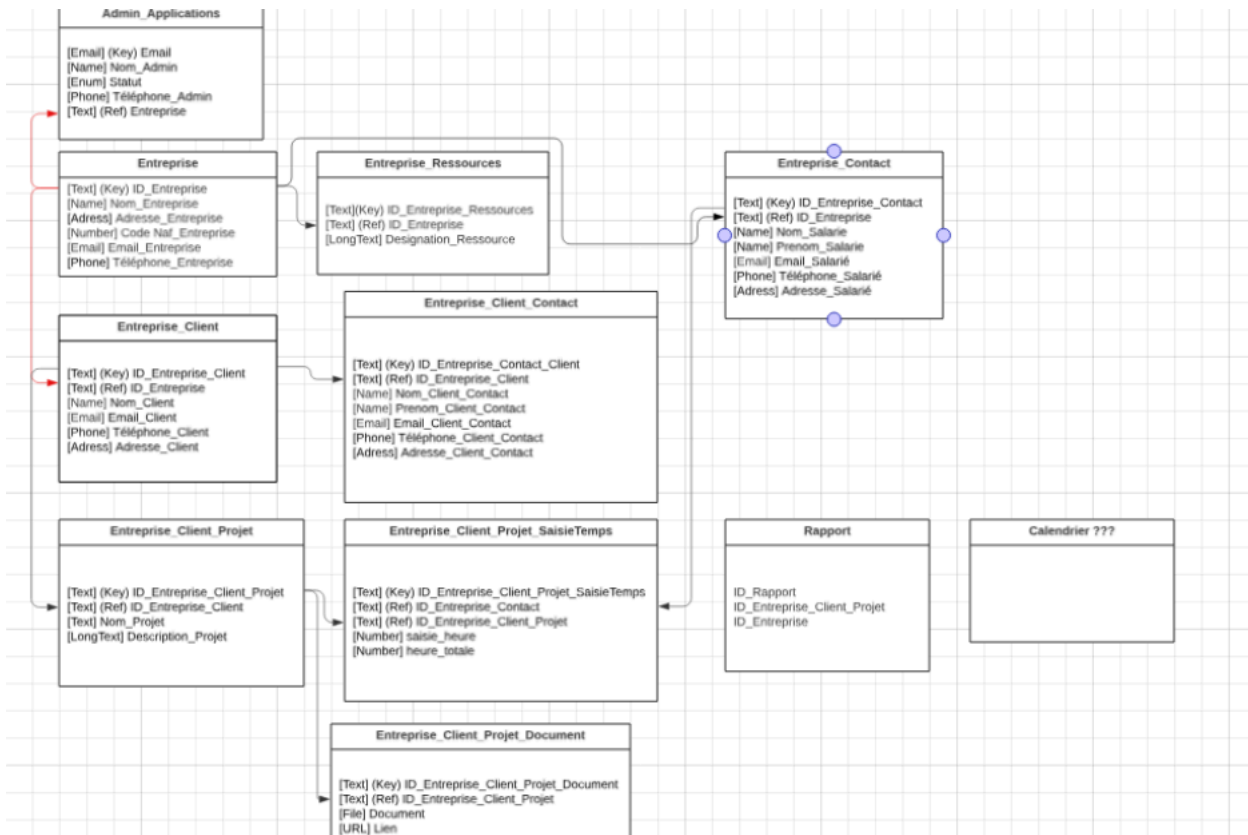 Admin_Applications
[Email] (Key) Email
[Name] Nom_Admin
[Enum] Statut
[Phone] Téléphone_Admin
[Text] (Ref) Entreprise
Entreprise
[Text] (Key) ID_Entreprise
[Name] Nom_Entreprise
[Adress] Adresse_Entreprise
[Number] Code Naf_Entreprise
[Email] Email_Entreprise
[Phone] Téléphone_Entreprise
Entreprise_Ressources
[Text](Key) ID_Entreprise_Ressources
[Text] (Ref) ID_Entreprise
[LongText] Designation_Ressource
Entreprise_Contact
[Text] (Key) ID_Entreprise_Contact
[Text] (Ref) ID_Entreprise
[Name] Nom_Salarie
[Name] Prenom_Salarie
[Email] Email_Salarié
[Phone] Téléphone_Salarié
[Adress] Adresse_Salarié
Entreprise_Client
[Text] (Key) ID_Entreprise_Client
[Text] (Ref) ID_Entreprise
[Name] Nom_Client
[Email] Email_Client
[Phone] Téléphone_Client
[Adress] Adresse_Client
Entreprise_Client_Contact
[Text] (Key) ID_Entreprise_Contact_Client
[Text] (Ref) ID_Entreprise_Client
[Name] Nom_Client_Contact
[Name] Prenom_Client_Contact
[Email] Email_Client_Contact
[Phone] Téléphone_Client_Contact
[Adress] Adresse_Client_Contact
Entreprise_Client_Projet
[Text] (Key) ID_Entreprise_Client_Projet
[Text] (Ref) ID_Entreprise_Client
[Text] Nom_Projet
[LongText] Description_Projet
Entreprise_Client_Projet_SaisieTemps
[Text] (Key) ID_Entreprise_Client_Projet_SaisieTemps
[Text] (Ref) ID_Entreprise_Contact
[Text] (Ref) ID_Entreprise_Client_Projet
[Number] saisie_heure
[Number] heure_totale
Rapport
ID_Rapport
ID_Entreprise_Client_Projet
ID_Entreprise
Calendrier ???
Entreprise_Client_Projet_Document
[Text] (Key) ID_Entreprise_Client_Projet_Document
[Text] (Ref) ID_Entreprise_Client_Projet
[File] Document
[URL] Lien